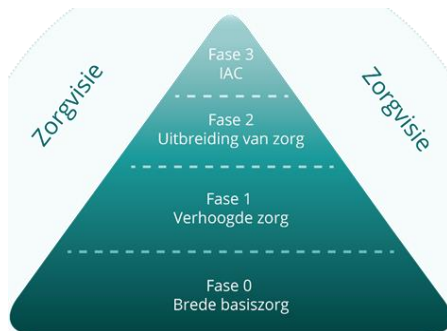 Zorgvisie
Zorgvisie
Fase 3
IAC
Fase 2
Uitbreiding van zorg
Fase 1
Verhoogde zorg
Fase 0
Brede basiszorg